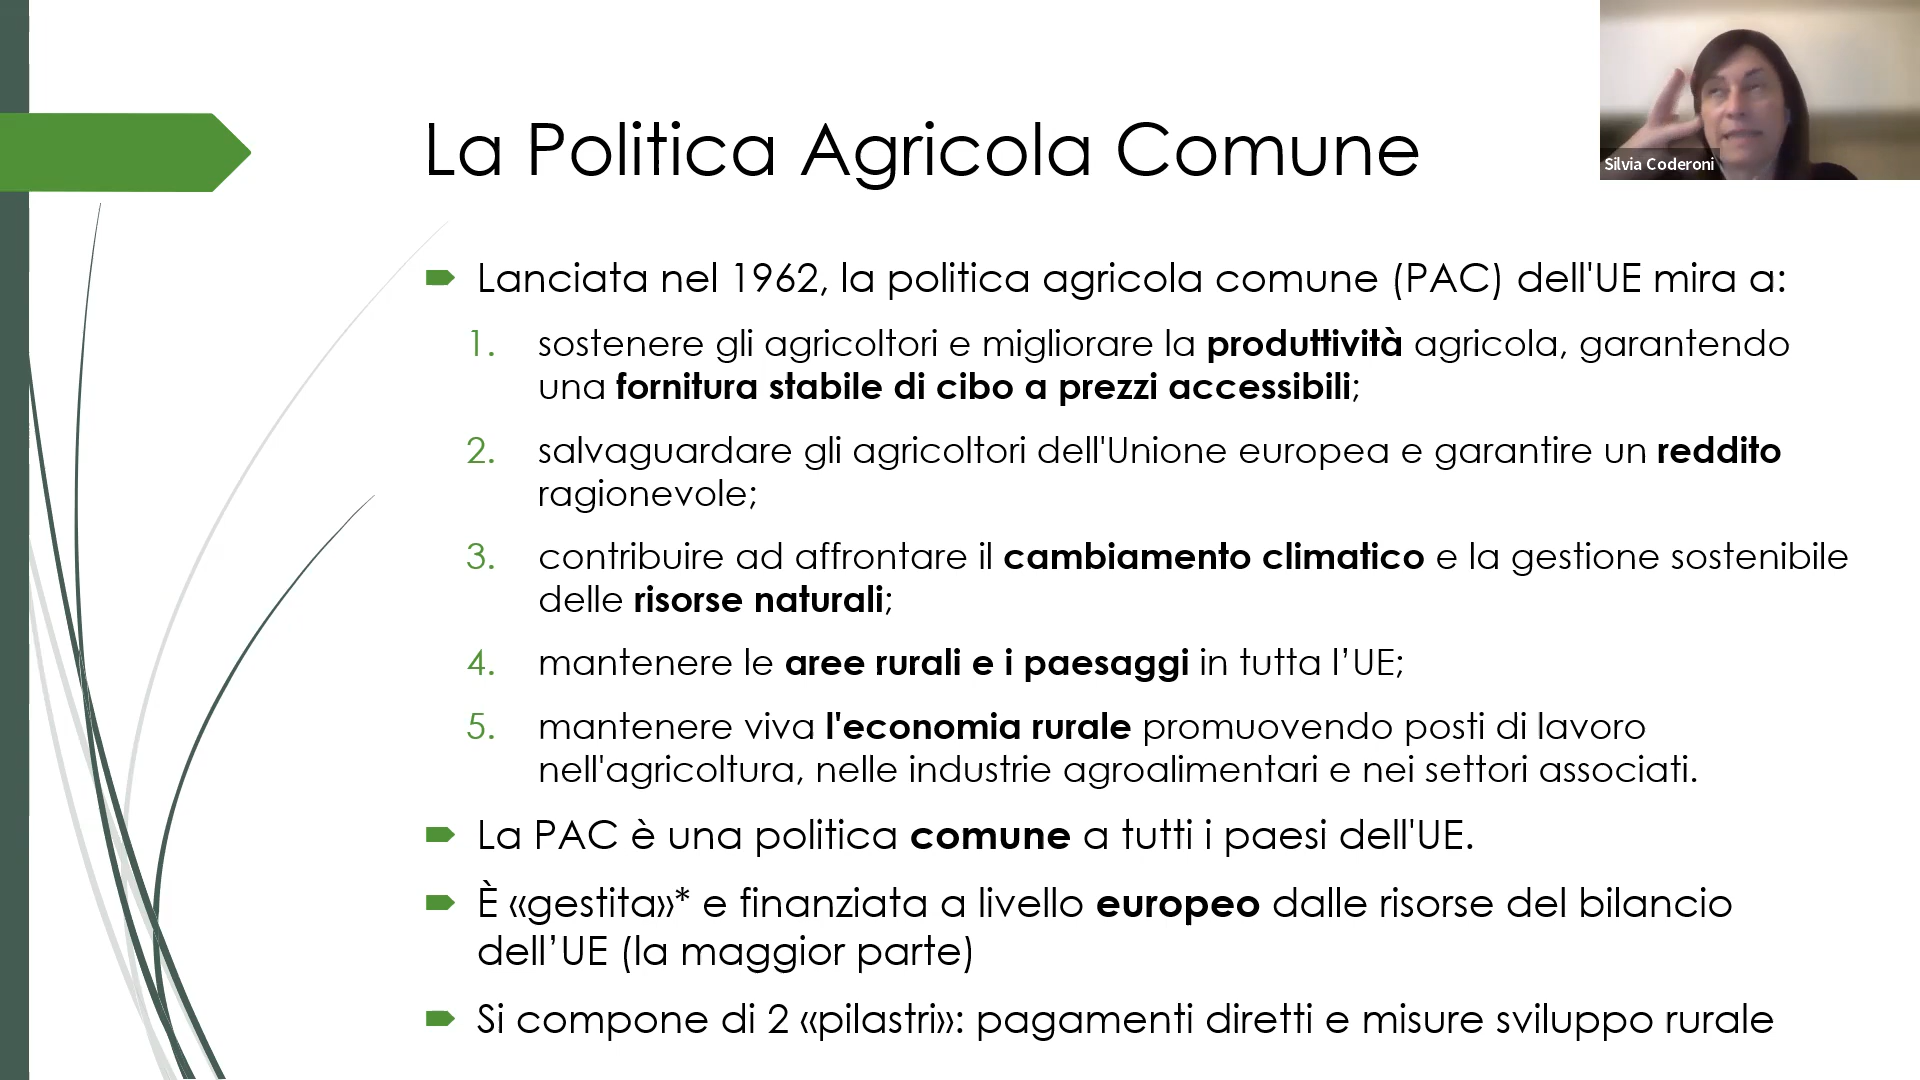 La Politica Agricola Comune
Silvia Coderoni
Lanciata nel 1962, la politica agricola comune (PAC) dell'UE mira a:
1. sostenere gli agricoltori e migliorare la produttività agricola, garantendo
una fornitura stabile di cibo a prezzi accessibili;
2. salvaguardare gli agricoltori dell'Unione europea e garantire un reddito
ragionevole;
3. contribuire ad affrontare il cambiamento climatico e la gestione sostenibile
delle risorse naturali;
4. mantenere le aree rurali e i paesaggi in tutta l’UE;
5. mantenere viva l'economia rurale promuovendo posti di lavoro
nell'agricoltura, nelle industrie agroalimentari e nei settori associati.
La PAC è una politica comune a tutti i paesi dell'UE.
È «gestita»* e finanziata a livello europeo dalle risorse del bilancio
dell’UE (la maggior parte)
Si compone di 2 «pilastri»: pagamenti diretti e misure sviluppo rurale